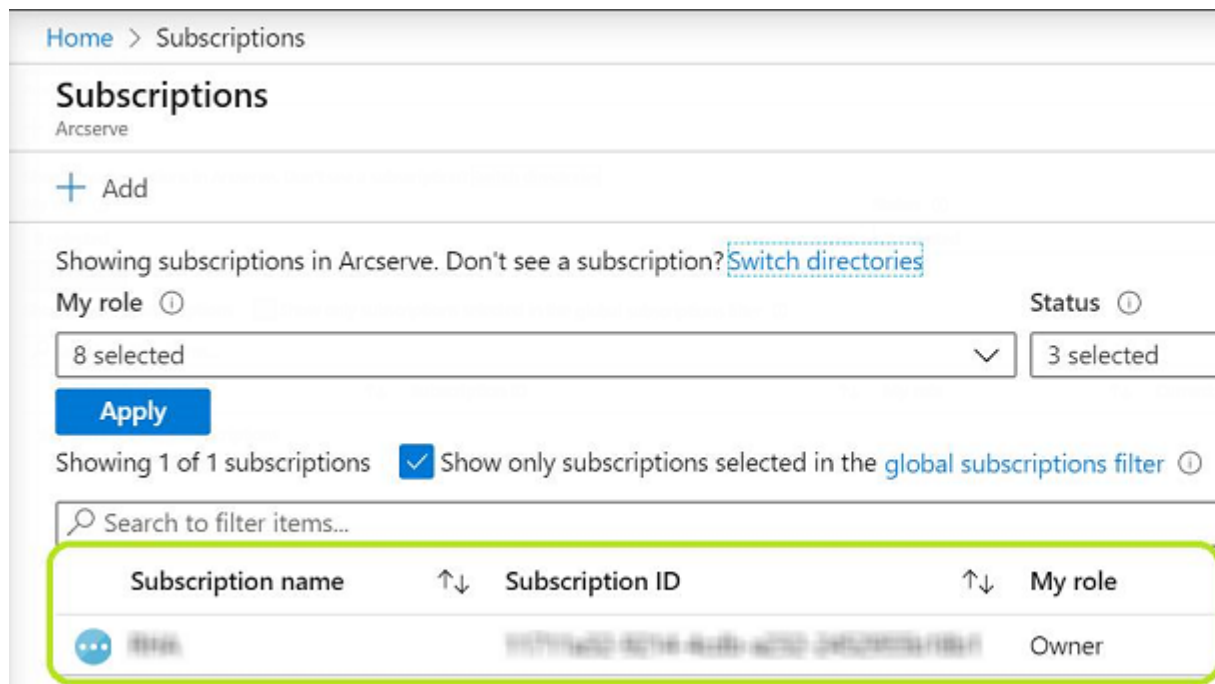 Home > Subscriptions
Subscriptions
Arcserve
+ Add
Showing subscriptions in Arcserve. Don't see a subscription? Switch directories
My role Status
8 selected 3 selected
Apply
Showing 1 of 1 subscriptions Show only subscriptions selected in the global subscriptions filter
Search to filter items...
Subscription name ↑↓ Subscription ID ↑↓ My role
Owner